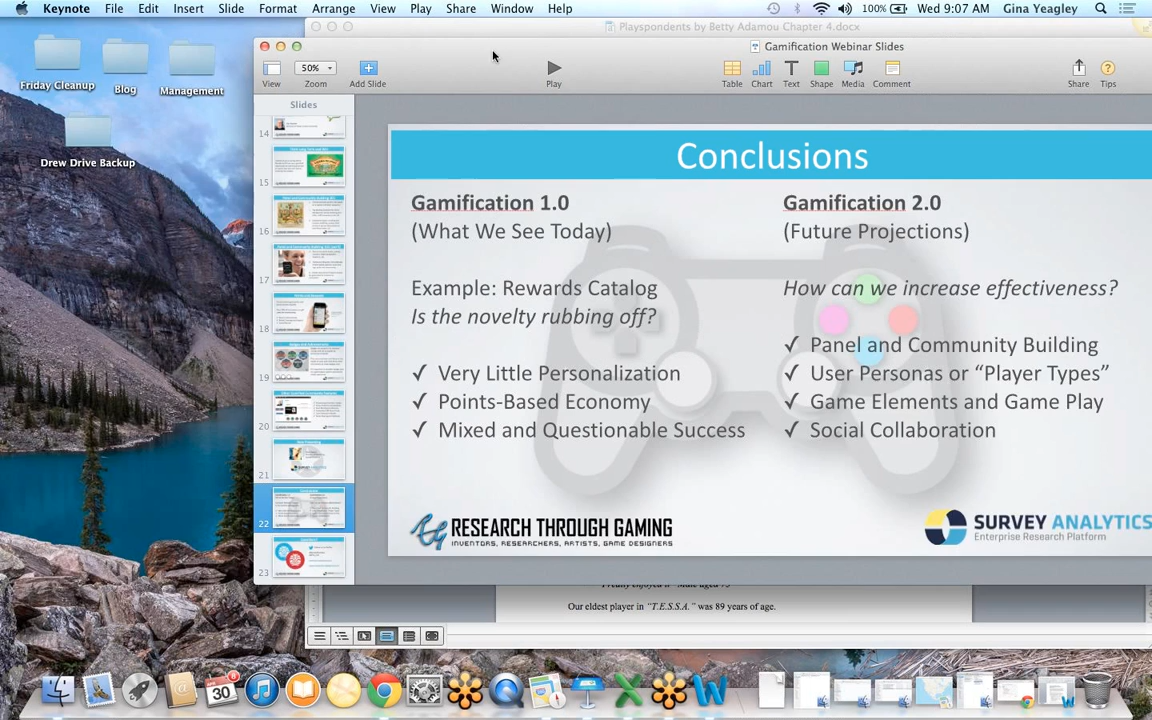 Keynote File Edit Insert Slide Format Arrange View Play Share Window Help 100% Wed 9:07 AM Gina Yeagley
Playspondents by Betty Adamou Chapter 4.docx
Gamification Webinar Slides
50%
View Zoom Add Slide Play Table Chart Text Shape Media Comment Share Tips
Friday Cleanup
Blog
Management
Drew Drive Backup
Slides
14
15
16
17
18
19
20
21
22
23
Conclusions
Gamification 1.0
(What We See Today)
Example: Rewards Catalog
Is the novelty rubbing off?
✓ Very Little Personalization
✓ Points-Based Economy
✓ Mixed and Questionable Success
Gamification 2.0
(Future Projections)
How can we increase effectiveness?
✓ Panel and Community Building
✓ User Personas or “Player Types”
✓ Game Elements and Game Play
✓ Social Collaboration
RESEARCH THROUGH GAMING
INVENTORS, RESEARCHERS, ARTISTS, GAME DESIGNERS
SURVEY ANALYTICS
Enterprise Research Platform
Our eldest player in "T.E.S.S.A." was 89 years of age.
APR
30